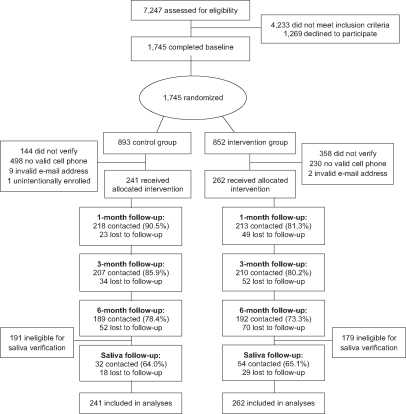 7,247 assessed for eligibility
4,233 did not meet inclusion criteria
1,269 declined to participate
1,745 completed baseline
1,745 randomized
893 control group
852 intervention group
144 did not verify
498 no valid cell phone
9 invalid e-mail address
1 unintentionally enrolled
358 did not verify
230 no valid cell phone
2 invalid e-mail address
241 received
allocated intervention
262 received allocated
intervention
1-month follow-up:
218 contacted (90.5%)
23 lost to follow-up
1-month follow-up:
213 contacted (81.3%)
49 lost to follow-up
3-month follow-up:
207 contacted (85.9%)
34 lost to follow-up
3-month follow-up:
210 contacted (80.2%)
52 lost to follow-up
6-month follow-up:
189 contacted (78.4%)
52 lost to follow-up
6-month follow-up:
192 contacted (73.3%)
70 lost to follow-up
191 ineligible for
saliva verification
179 ineligible for
saliva verification
Saliva follow-up:
32 contacted (64.0%)
18 lost to follow-up
Saliva follow-up:
54 contacted (65.1%)
29 lost to follow-up
241 included in analyses
262 included in analyses